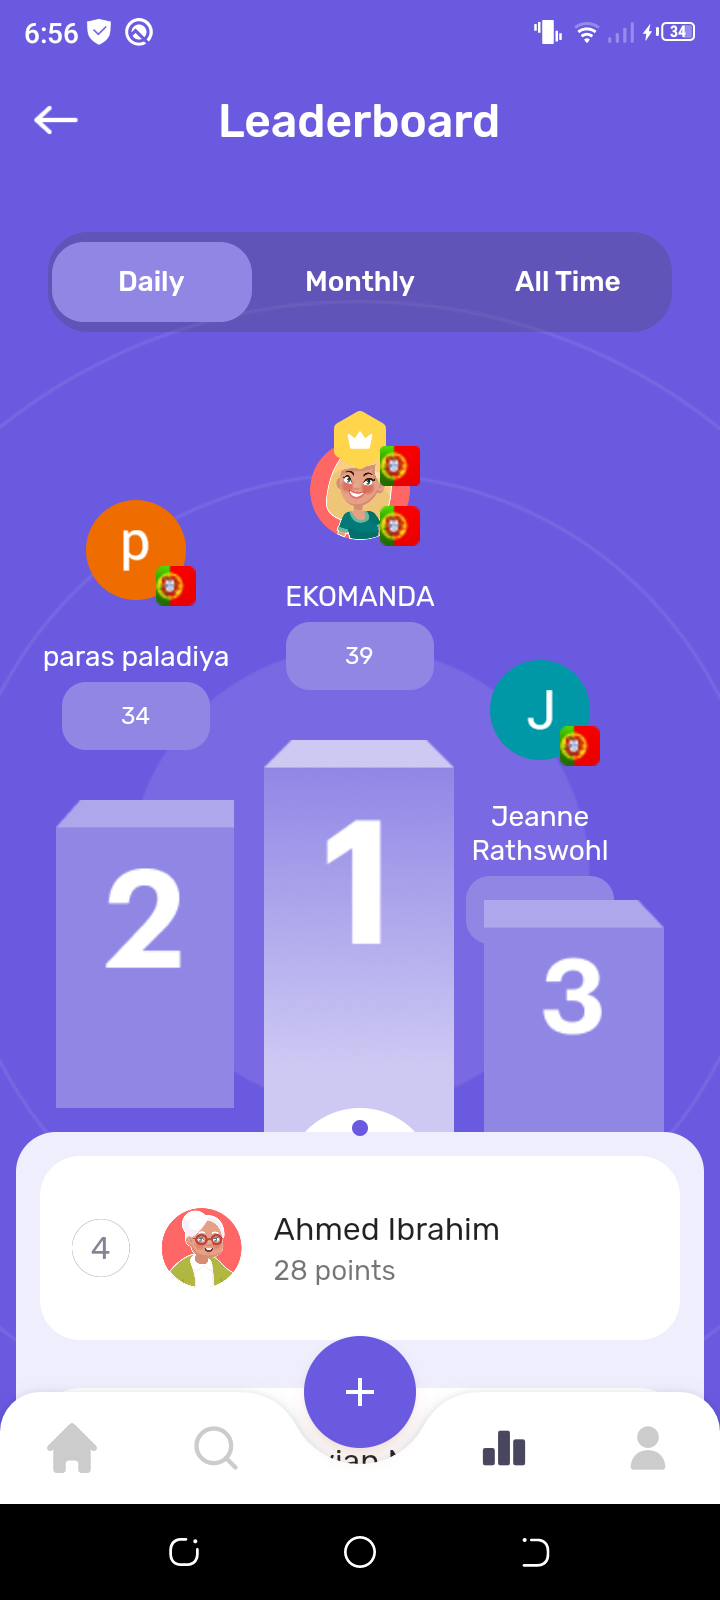 6:56
34
Leaderboard
Daily
Monthly
All Time
EKOMANDA
39
p
paras paladiya
34
J
Jeanne
Rathswohl
1
2
3
4
Ahmed Ibrahim
28 points